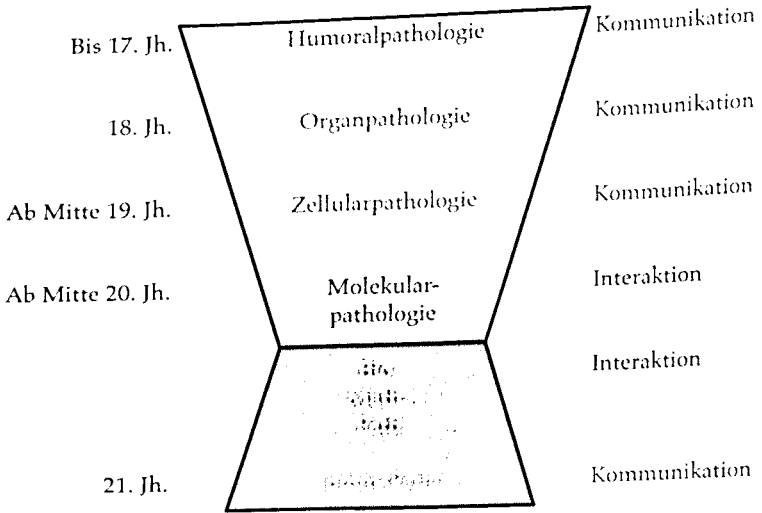 Bis 17. Jh. Humoralpathologie Kommunikation
18. Jh. Organpathologie Kommunikation
Ab Mitte 19. Jh. Zellularpathologie Kommunikation
Ab Mitte 20. Jh. Molekular- Interaktion
pathologie
Interaktion
21. Jh. Kommunikation